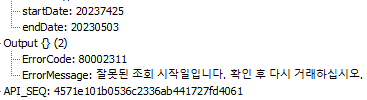 startDate: 20237425
endDate: 20230503
Output {} (2)
ErrorCode: 80002311
ErrorMessage: 잘못된 조회 시작일입니다. 확인 후 다시 거래하십시오.
API_SEQ: 4571e101b0536c2336ab441727fd4061